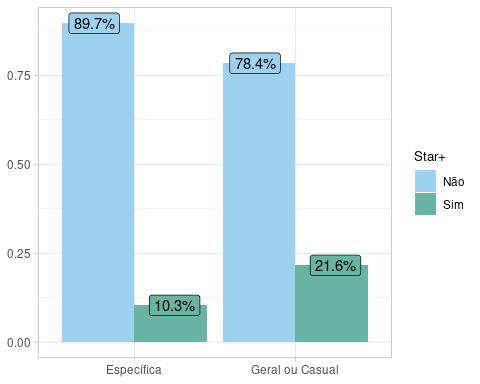 89.7%
78.4%
10.3%
21.6%
0.75
0.50
0.25
0.00
Específica
Geral ou Casual
Star+
Não
Sim